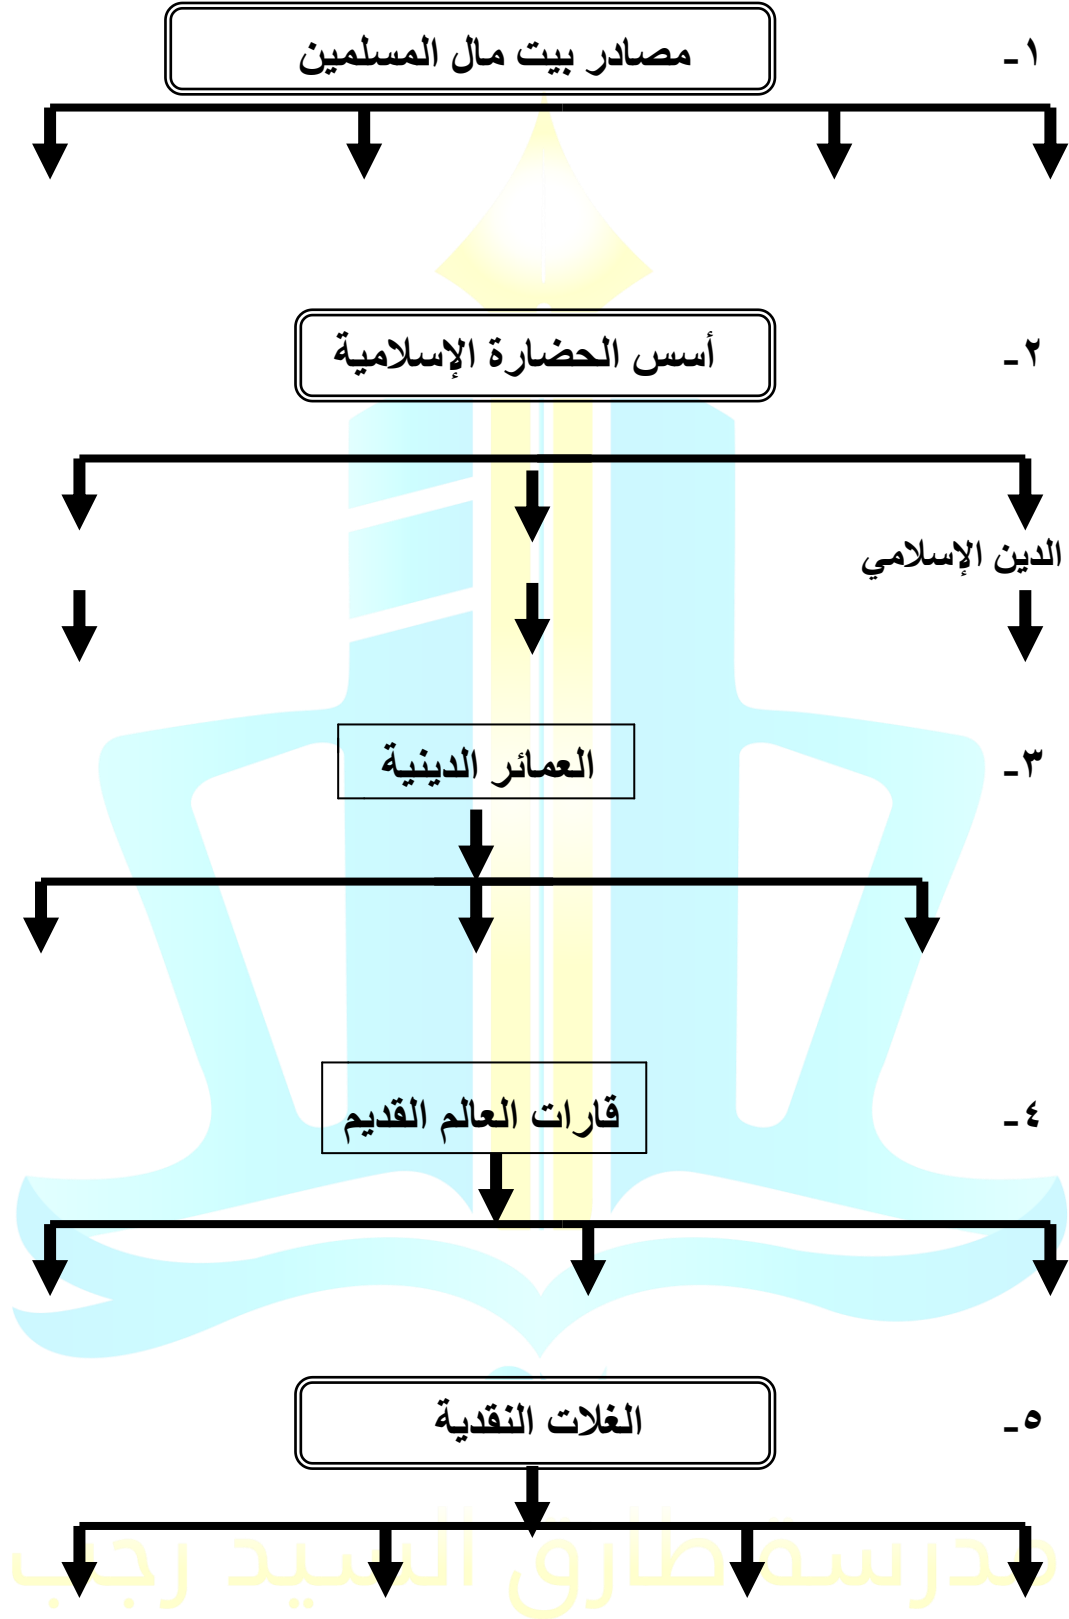 ١- مصادر بيت مال المسلمين
٢- أسس الحضارة الإسلامية
الدين الإسلامي
٣- العمائر الدينية
٤- قارات العالم القديم
٥- الغلات النقدية
مدرسة طارق السيد رجب